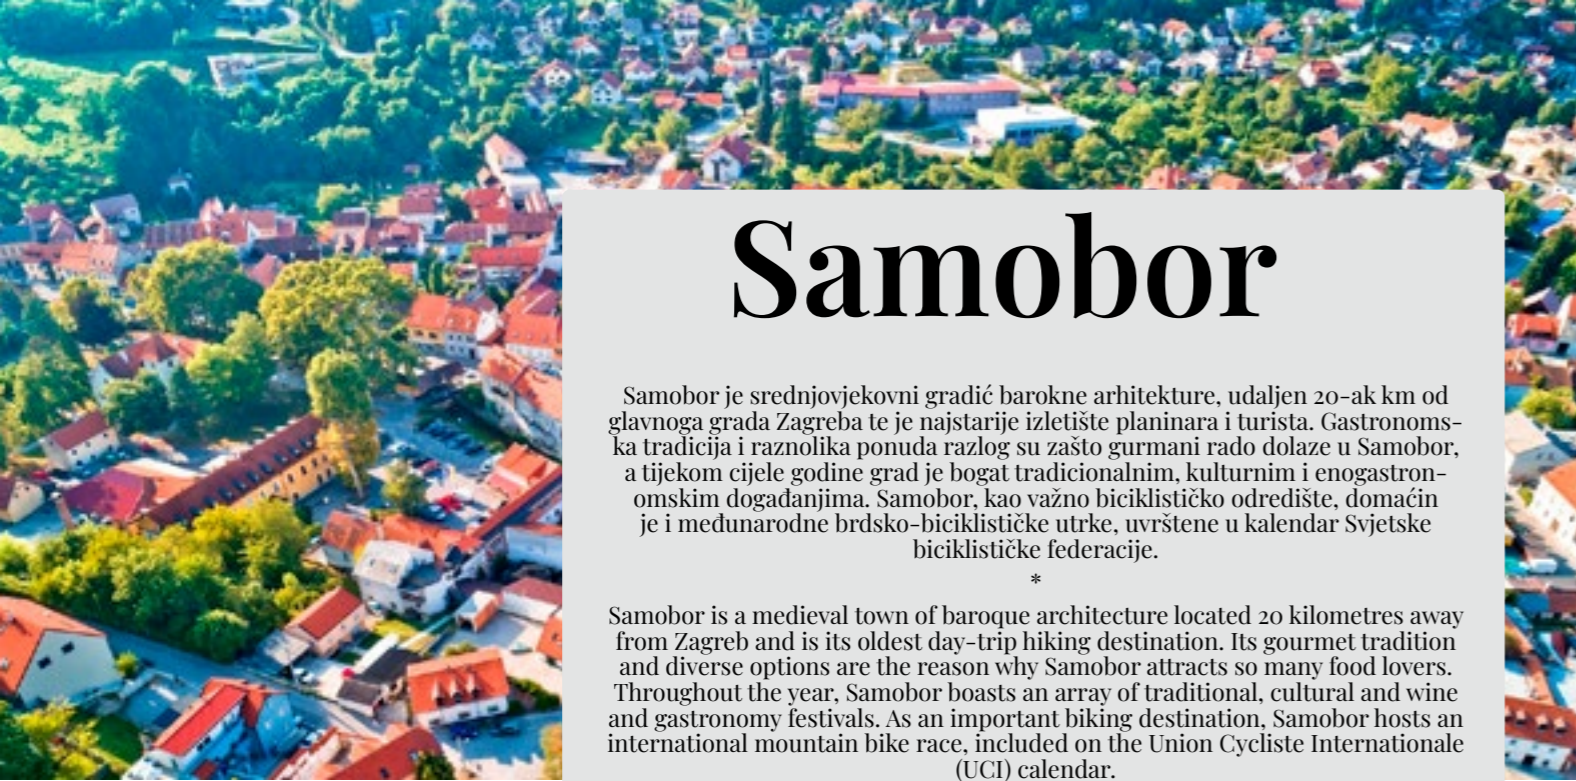 Samobor
Samobor je srednjovjekovni gradić barokne arhitekture, udaljen 20-ak km od
glavnoga grada Zagreba te je najstarije izletište planinara i turista. Gastronoms-
ka tradicija i raznolika ponuda razlog su zašto gurmani rado dolaze u Samobor,
a tijekom cijele godine grad je bogat tradicionalnim, kulturnim i enogastron-
omskim događanjima. Samobor, kao važno biciklističko odredište, domaćin
je i međunarodne brdsko-biciklističke utrke, uvrštene u kalendar Svjetske
biciklističke federacije.
*
Samobor is a medieval town of baroque architecture located 20 kilometres away
from Zagreb and is its oldest day-trip hiking destination. Its gourmet tradition
and diverse options are the reason why Samobor attracts so many food lovers.
Throughout the year, Samobor boasts an array of traditional, cultural and wine
and gastronomy festivals. As an important biking destination, Samobor hosts an
international mountain bike race, included on the Union Cycliste Internationale
(UCI) calendar.